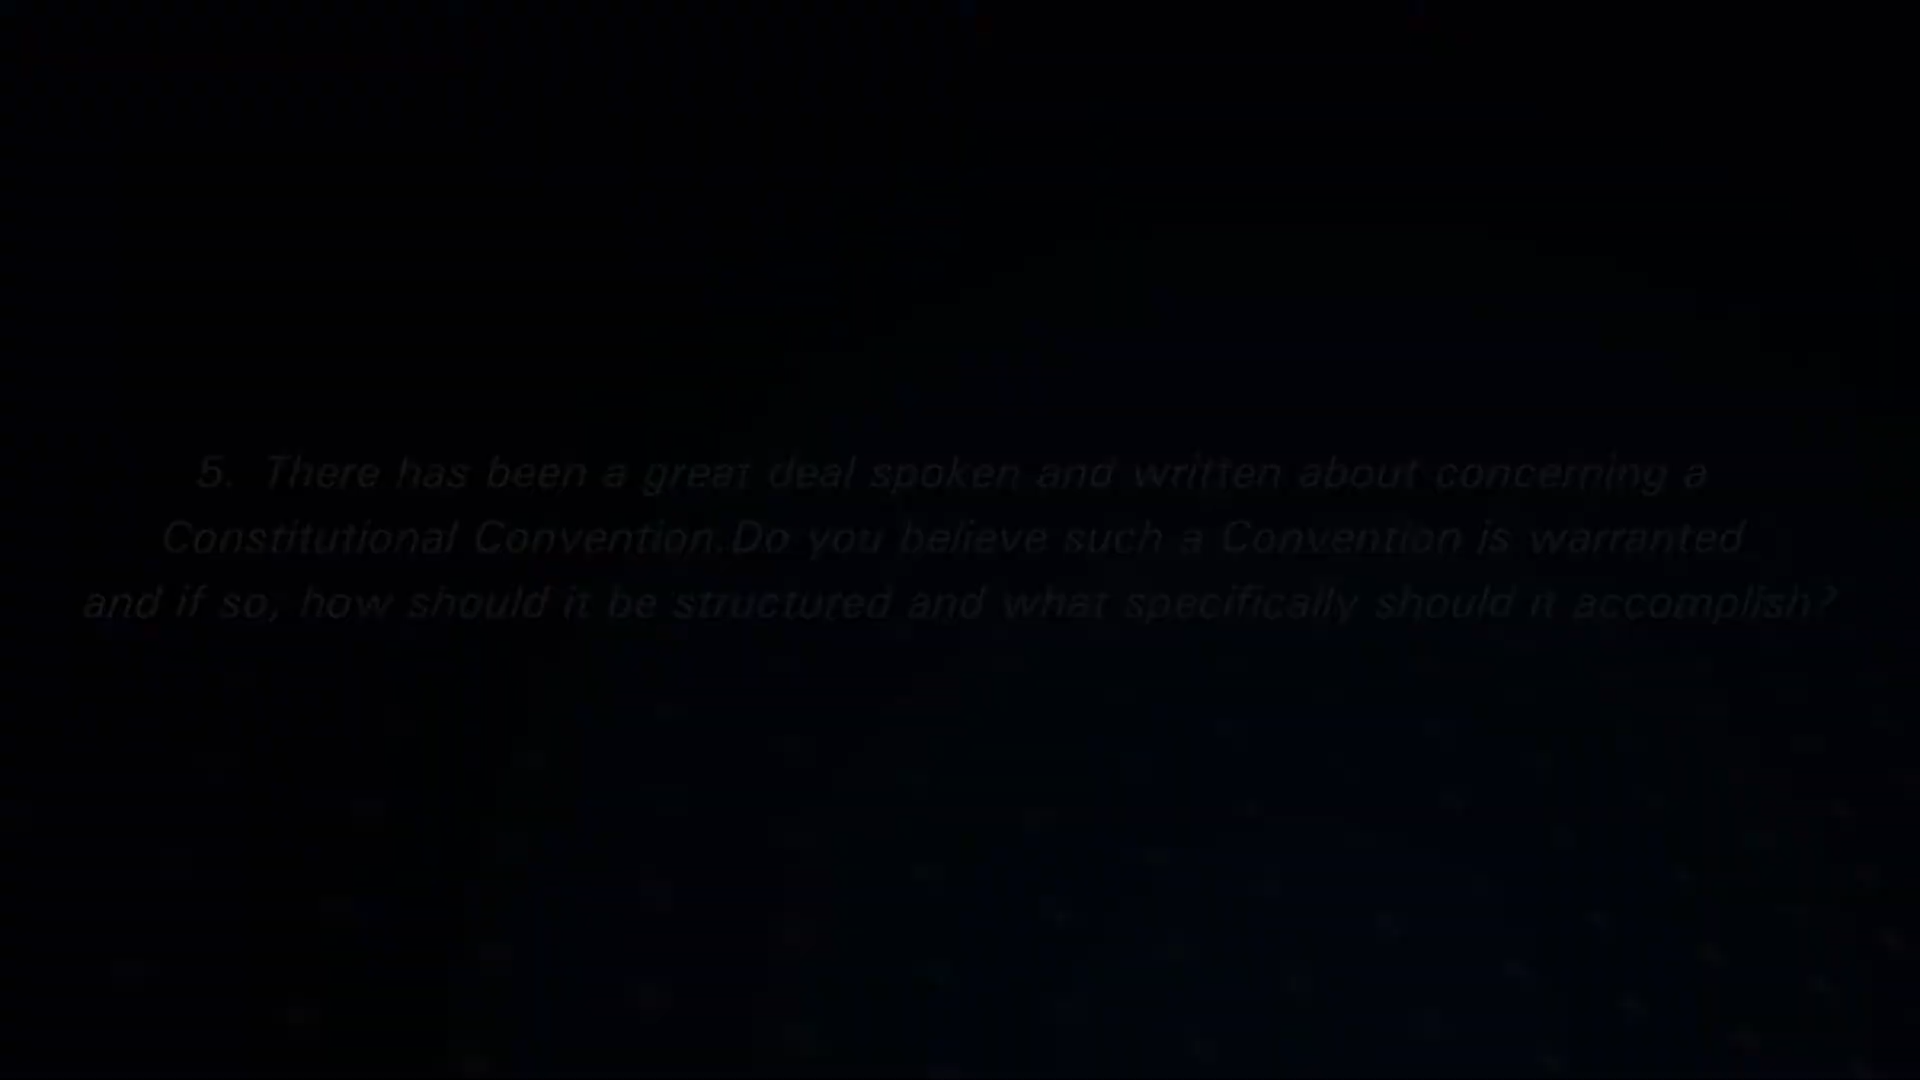 5. There has been a great deal spoken and written about concerning a
Constitutional Convention.Do you believe such a Convention is warranted
and if so, how should it be structured and what specifically should it accomplish?